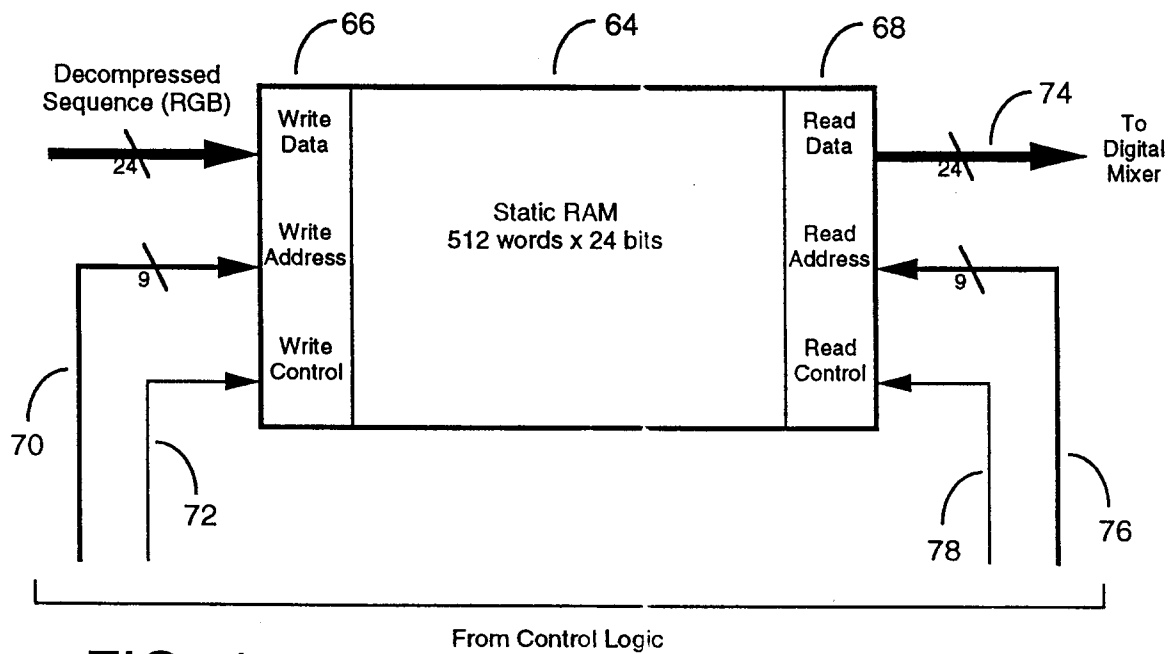 66
64
68
Decompressed
Sequence (RGB)
24
Write
Data
Read
Data
24
74
To
Digital
Mixer
Static RAM
512 words x 24 bits
9
Write
Address
Read
Address
9
Write
Control
Read
Control
70
72
78
76
From Control Logic